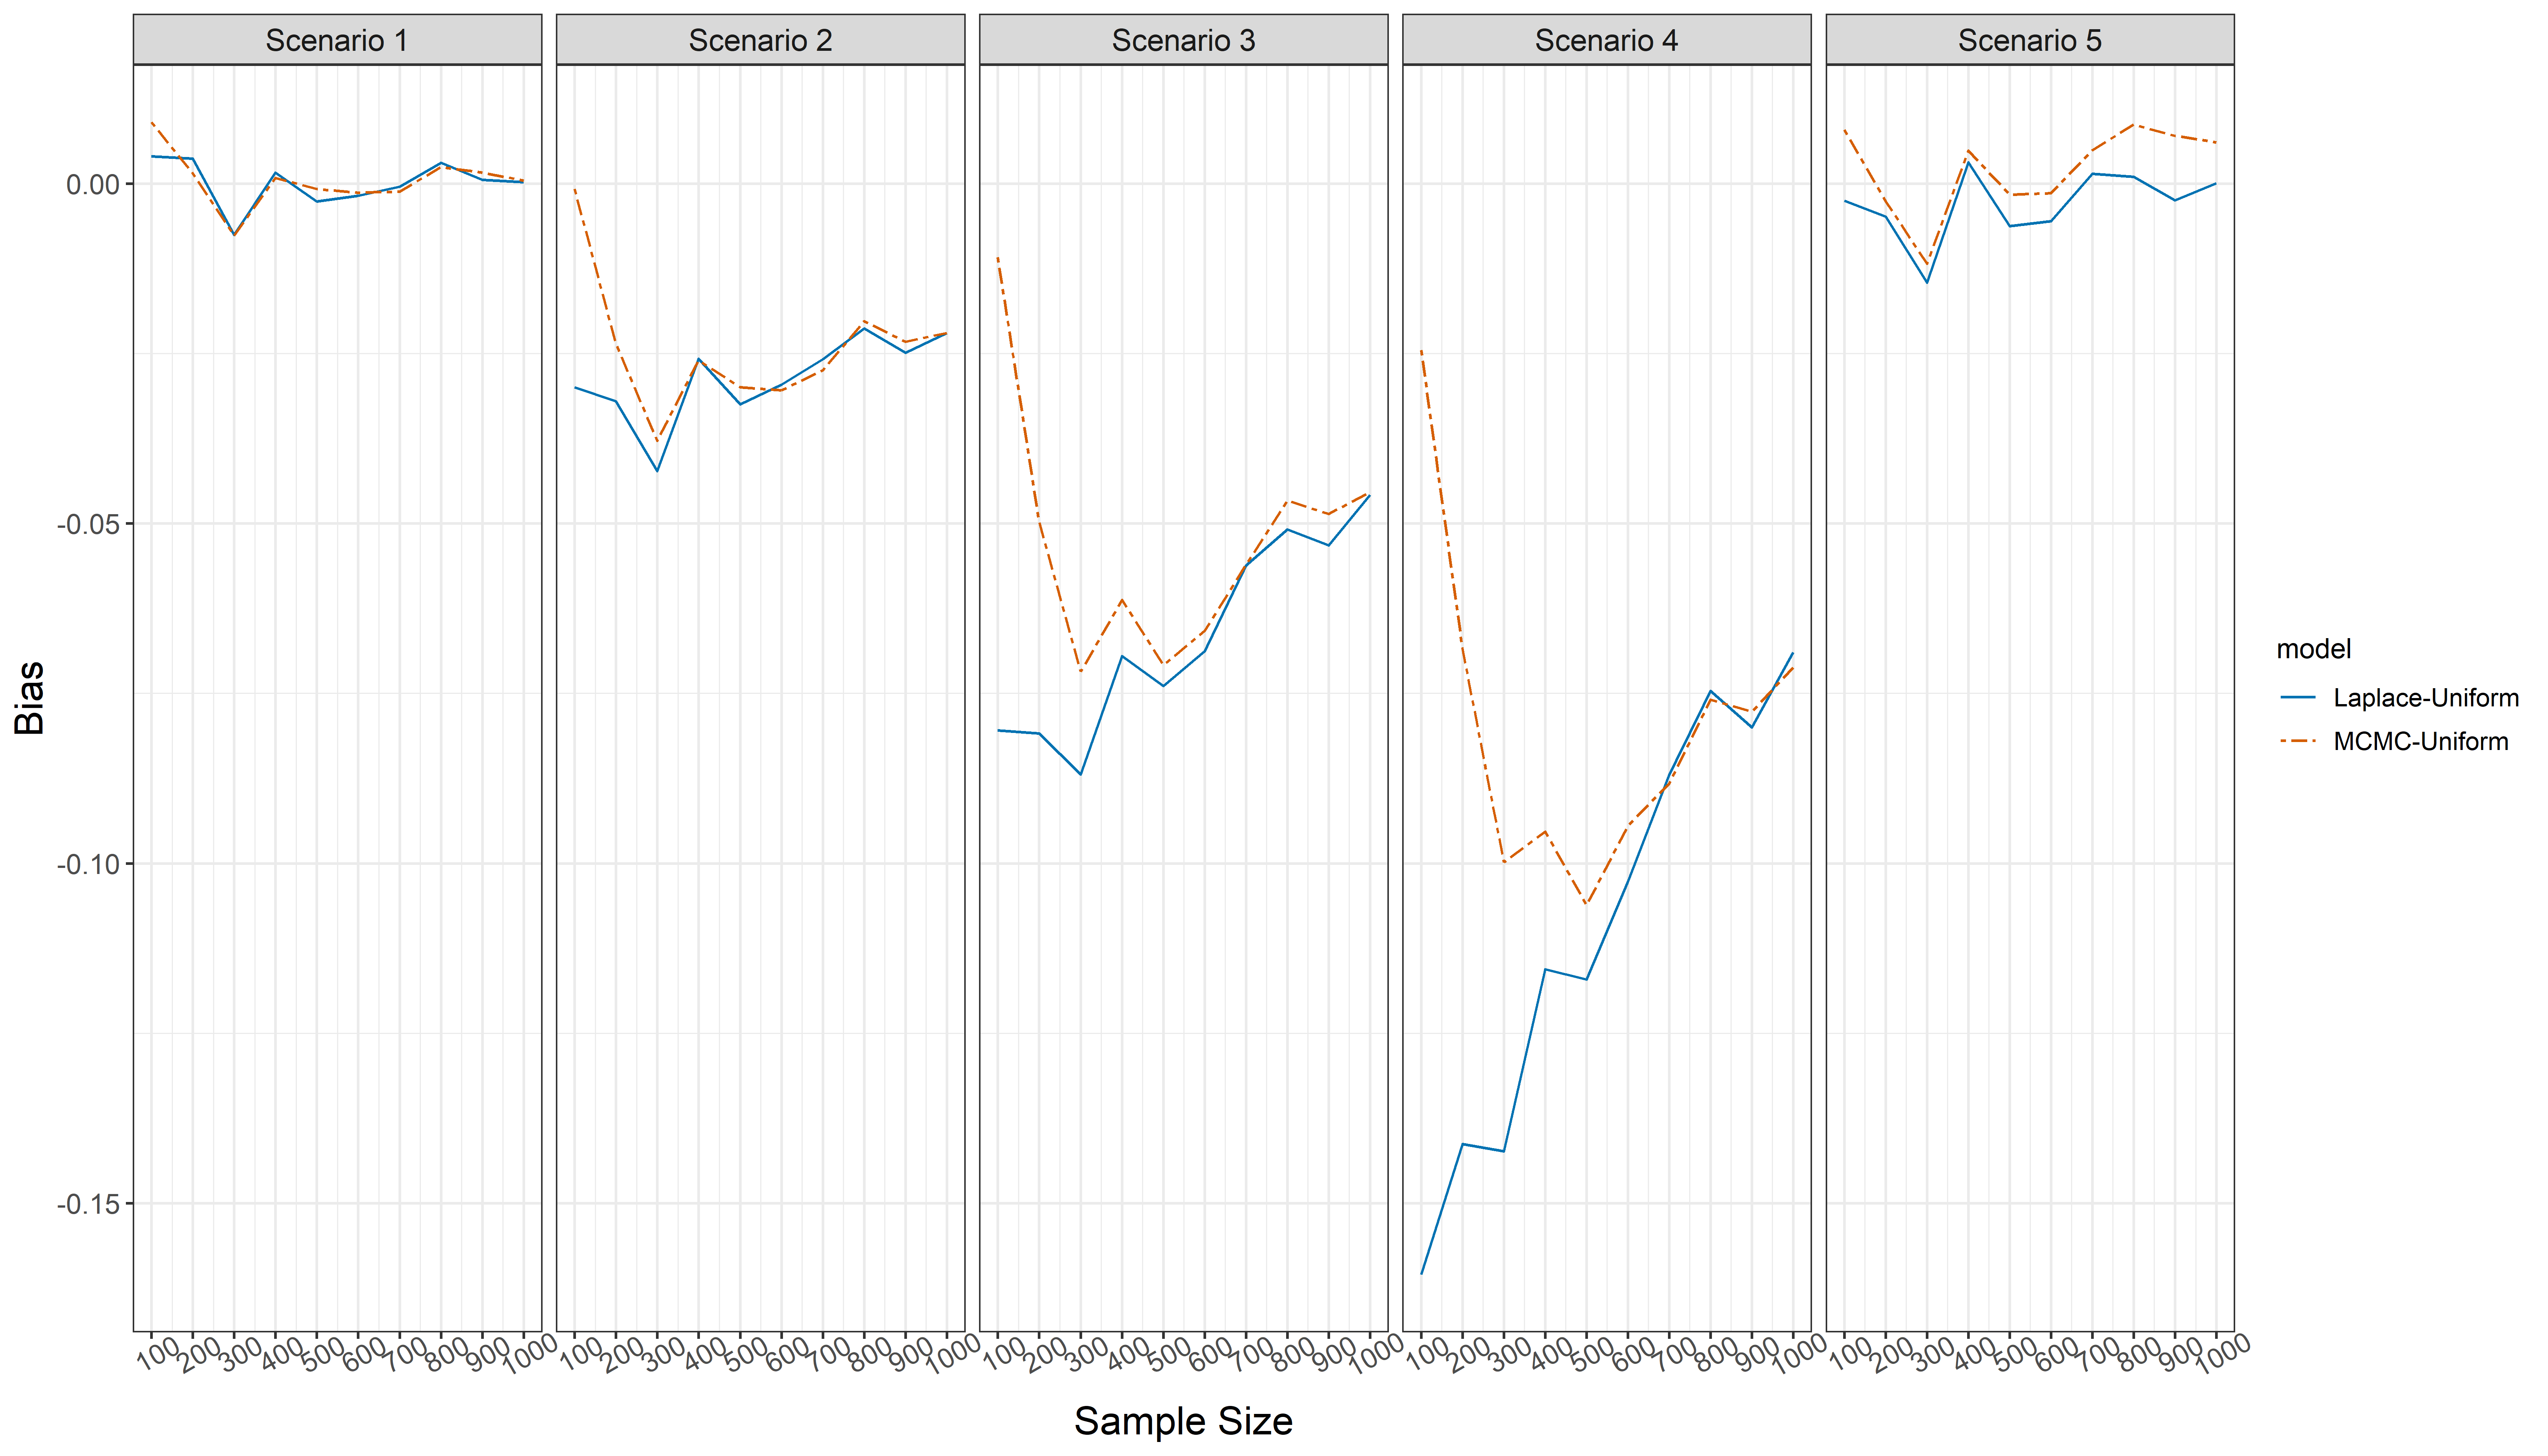 Scenario 1 Scenario 2 Scenario 3 Scenario 4 Scenario 5
0.00
-0.05
-0.10
-0.15
Bias
100 200 300 400 500 600 700 800 900 1000 100 200 300 400 500 600 700 800 900 1000 100 200 300 400 500 600 700 800 900 1000 100 200 300 400 500 600 700 800 900 1000 100 200 300 400 500 600 700 800 900 1000
Sample Size
model
Laplace-Uniform
MCMC-Uniform